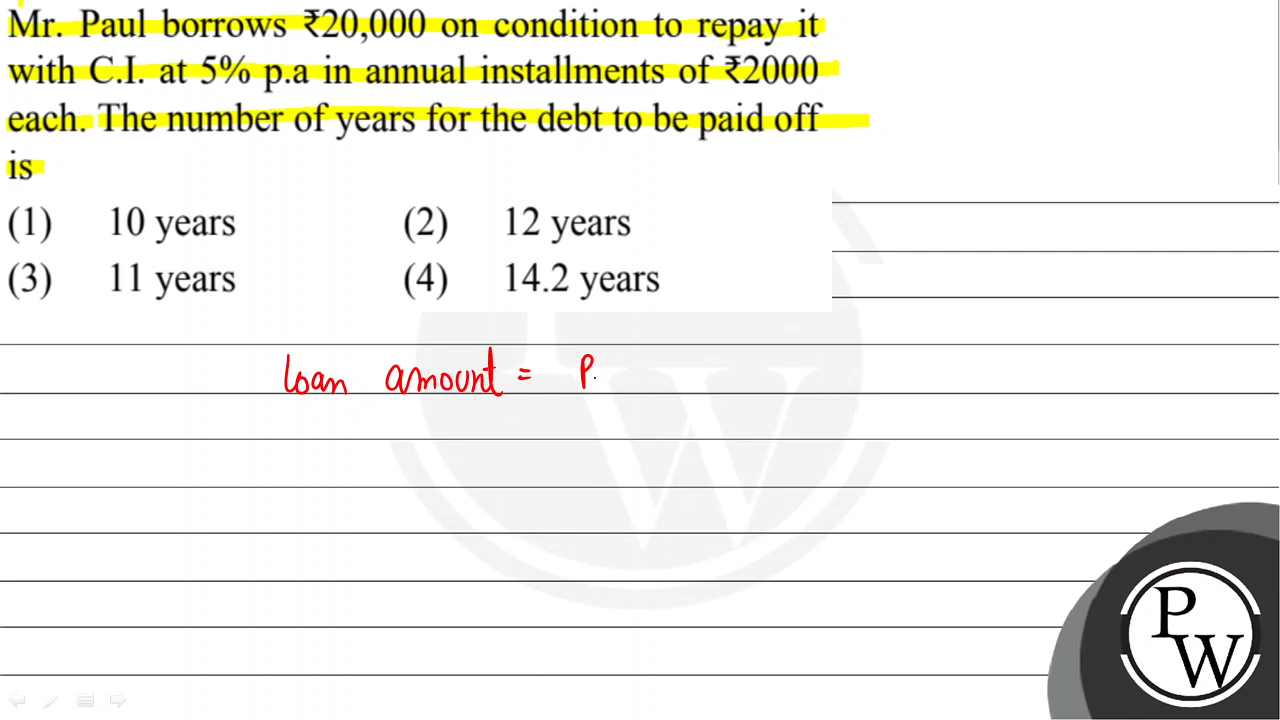 Mr. Paul borrows ₹20,000 on condition to repay it
with C.I. at 5% p.a in annual installments of ₹2000
each. The number of years for the debt to be paid off
is
(1) 10 years (2) 12 years
(3) 11 years (4) 14.2 years
loan amount = P.
P
W